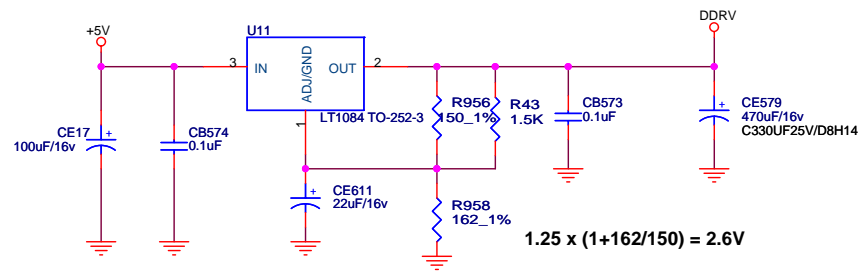 +5V
U11
DDRV
3
IN
ADJ/GND
OUT
2
1
LT1084 TO-252-3
R956
150_1%
R43
1.5K
CB573
0.1uF
CE579
470uF/16v
C330UF25V/D8H14
CE17
100uF/16v
CB574
0.1uF
+
CE611
22uF/16v
R958
162_1%
1.25 x (1+162/150) = 2.6V